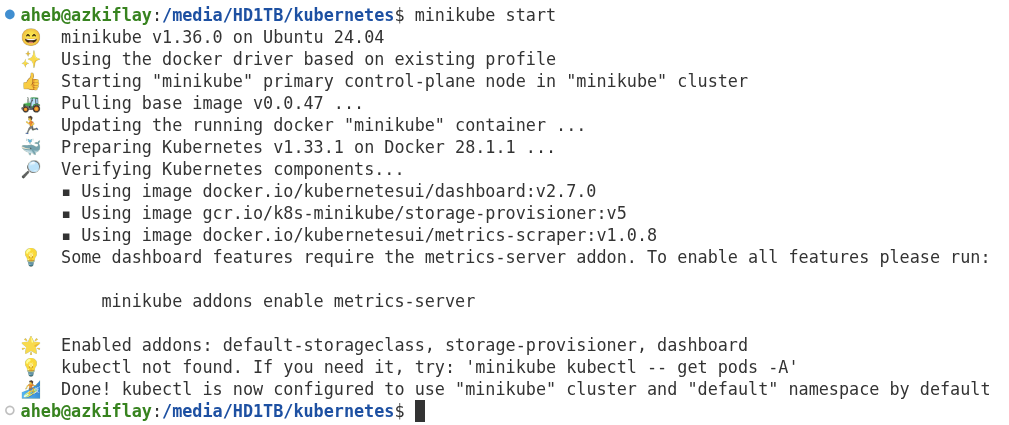 aheb@azkiflay:/media/HD1TB/kubernetes$ minikube start
😄  minikube v1.36.0 on Ubuntu 24.04
✨  Using the docker driver based on existing profile
👍  Starting "minikube" primary control-plane node in "minikube" cluster
🚜  Pulling base image v0.0.47 ...
🏃  Updating the running docker "minikube" container ...
🐳  Preparing Kubernetes v1.33.1 on Docker 28.1.1 ...
🔎  Verifying Kubernetes components...
▪ Using image docker.io/kubernetesui/dashboard:v2.7.0
▪ Using image gcr.io/k8s-minikube/storage-provisioner:v5
▪ Using image docker.io/kubernetesui/metrics-scraper:v1.0.8
💡  Some dashboard features require the metrics-server addon. To enable all features please run:
minikube addons enable metrics-server
🌟  Enabled addons: default-storageclass, storage-provisioner, dashboard
💡  kubectl not found. If you need it, try: 'minikube kubectl -- get pods -A'
🏄  Done! kubectl is now configured to use "minikube" cluster and "default" namespace by default
aheb@azkiflay:/media/HD1TB/kubernetes$